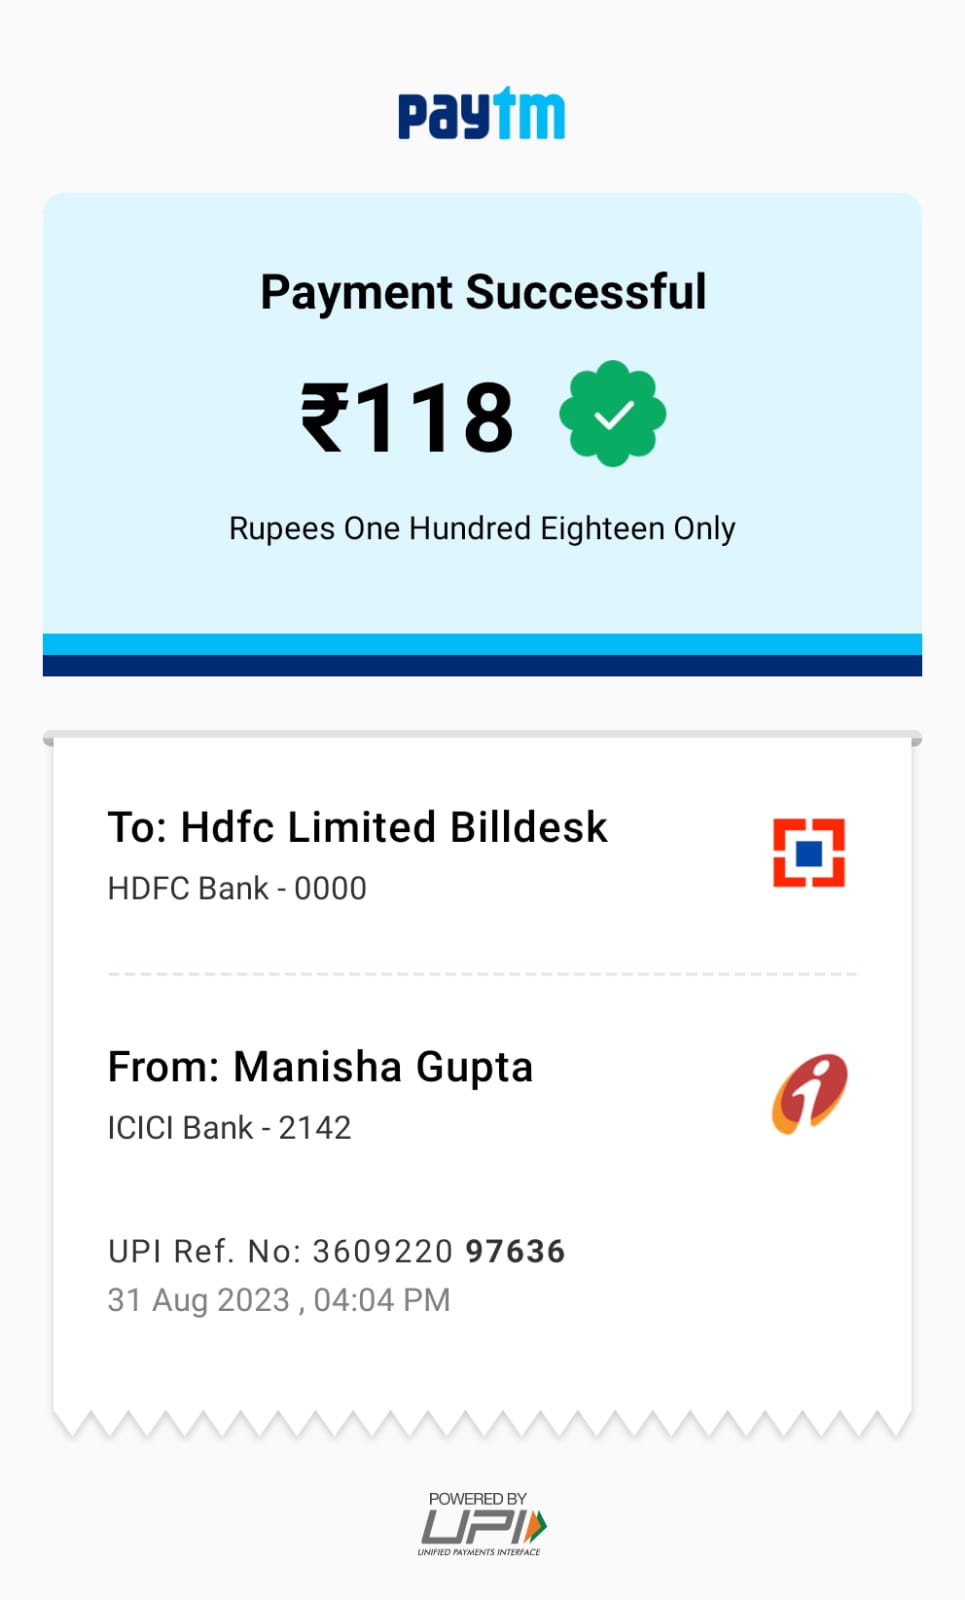 paytm
Payment Successful
₹118
Rupees One Hundred Eighteen Only
To: Hdfc Limited Billdesk
HDFC Bank - 0000
From: Manisha Gupta
ICICI Bank - 2142
UPI Ref. No: 3609220 97636
31 Aug 2023 , 04:04 PM
POWERED BY
UPI
UNIFIED PAYMENTS INTERFACE